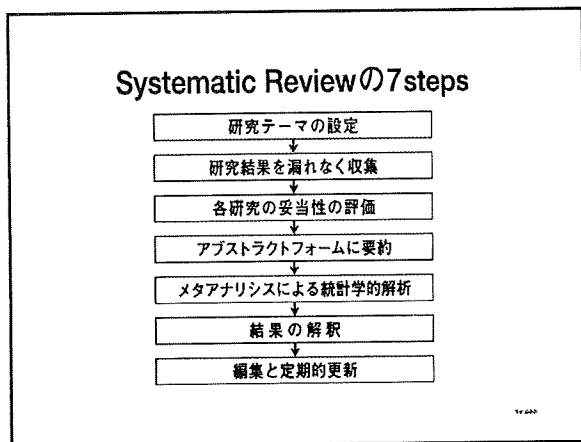 Systematic Reviewの7steps
研究テーマの設定
研究結果を漏れなく収集
各研究の妥当性の評価
アブストラクトフォームに要約
メタアナリシスによる統計学的解析
結果の解釈
編集と定期的更新